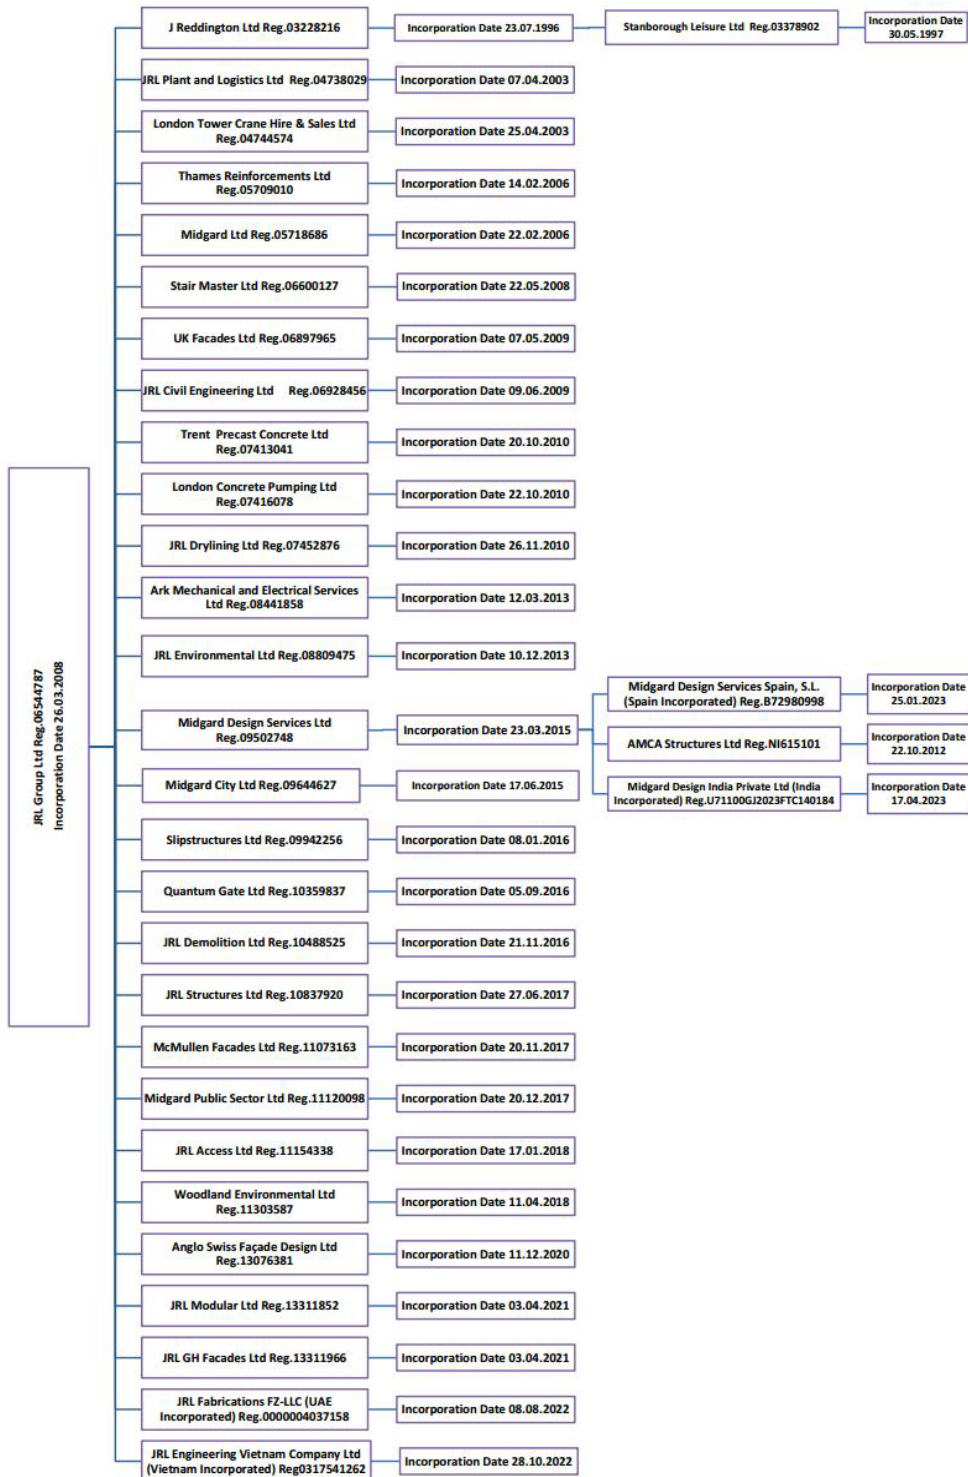 JRL Group Ltd Reg.06544787
Incorporation Date 26.03.2008
J Reddington Ltd Reg.03228216
Incorporation Date 23.07.1996
Stanborough Leisure Ltd Reg.03378902
Incorporation Date
30.05.1997
JRL Plant and Logistics Ltd Reg.04738029
Incorporation Date 07.04.2003
London Tower Crane Hire & Sales Ltd
Reg.04744574
Incorporation Date 25.04.2003
Thames Reinforcements Ltd
Reg.05709010
Incorporation Date 14.02.2006
Midgard Ltd Reg.05718686
Incorporation Date 22.02.2006
Stair Master Ltd Reg.06600127
Incorporation Date 22.05.2008
UK Facades Ltd Reg.06897965
Incorporation Date 07.05.2009
JRL Civil Engineering Ltd Reg.06928456
Incorporation Date 09.06.2009
Trent Precast Concrete Ltd
Reg.07413041
Incorporation Date 20.10.2010
London Concrete Pumping Ltd
Reg.07416078
Incorporation Date 22.10.2010
JRL Drylining Ltd Reg.07452876
Incorporation Date 26.11.2010
Ark Mechanical and Electrical Services
Ltd Reg.08441858
Incorporation Date 12.03.2013
JRL Environmental Ltd Reg.08809475
Incorporation Date 10.12.2013
Midgard Design Services Ltd
Reg.09502748
Incorporation Date 23.03.2015
Midgard Design Services Spain, S.L.
(Spain Incorporated) Reg.B72980998
Incorporation Date
25.01.2023
AMCA Structures Ltd Reg.NI615101
Incorporation Date
22.10.2012
Midgard Design India Private Ltd (India
Incorporated) Reg.U71100GJ2023FTC140184
Incorporation Date
17.04.2023
Midgard City Ltd Reg.09644627
Incorporation Date 17.06.2015
Slipstructures Ltd Reg.09942256
Incorporation Date 08.01.2016
Quantum Gate Ltd Reg.10359837
Incorporation Date 05.09.2016
JRL Demolition Ltd Reg.10488525
Incorporation Date 21.11.2016
JRL Structures Ltd Reg.10837920
Incorporation Date 27.06.2017
McMullen Facades Ltd Reg.11073163
Incorporation Date 20.11.2017
Midgard Public Sector Ltd Reg.11120098
Incorporation Date 20.12.2017
JRL Access Ltd Reg.11154338
Incorporation Date 17.01.2018
Woodland Environmental Ltd
Reg.11303587
Incorporation Date 11.04.2018
Anglo Swiss Façade Design Ltd
Reg.13076381
Incorporation Date 11.12.2020
JRL Modular Ltd Reg.13311852
Incorporation Date 03.04.2021
JRL GH Facades Ltd Reg.13311966
Incorporation Date 03.04.2021
JRL Fabrications FZ-LLC (UAE
Incorporated) Reg.0000004037158
Incorporation Date 08.08.2022
JRL Engineering Vietnam Company Ltd
(Vietnam Incorporated) Reg0317541262
Incorporation Date 28.10.2022